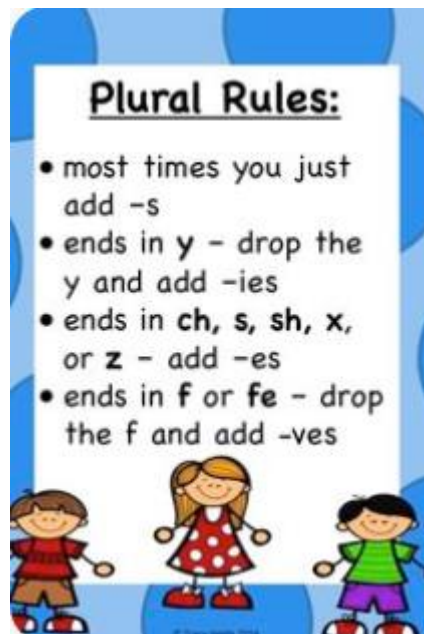 Plural Rules:
• most times you just
add –s
• ends in y – drop the
y and add –ies
• ends in ch, s, sh, x,
or z – add –es
• ends in f or fe – drop
the f and add -ves